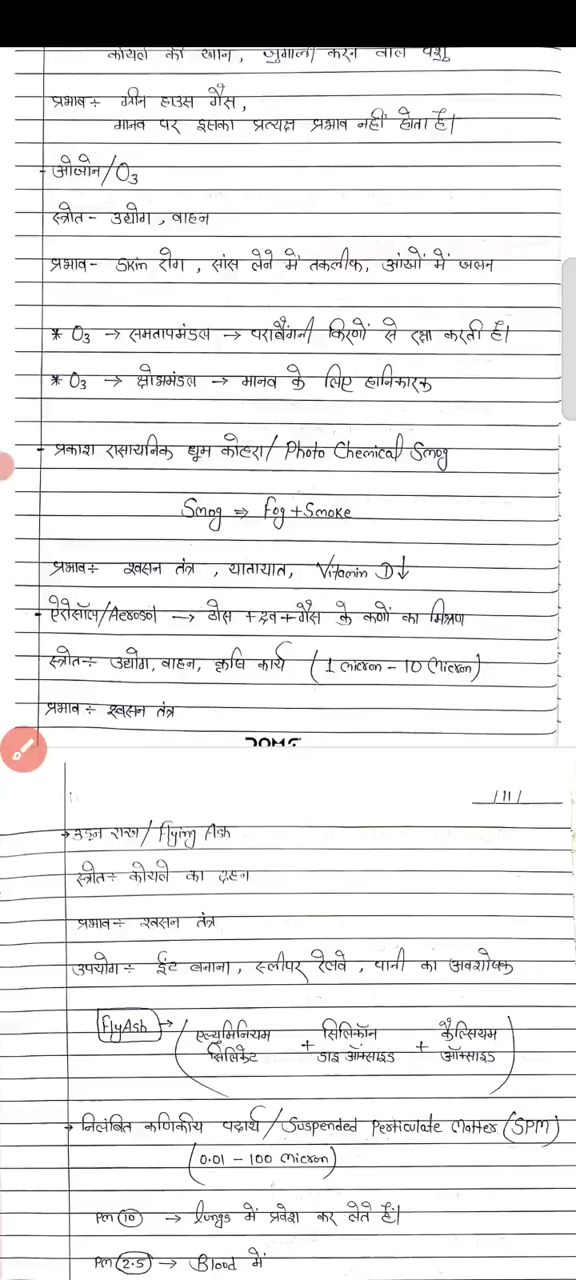 कोयले की खान, जुगाली करने वाले पशु
प्रभाव ÷ ग्रीन हाउस गैस,
मानव पर इसका प्रत्यक्ष प्रभाव नहीं होता है।
- ओजोन/O₃
स्त्रोत - उद्योग, वाहन
प्रभाव - Skin रोग, सांस लेने में तकलीफ, आंखों में जलन
* O₃ → समतापमंडल → पराबैंगनी किरणों से रक्षा करती है।
* O₃ → क्षोभमंडल → मानव के लिए हानिकारक
- प्रकाश रासायनिक धूम कोहरा/ Photo Chemical Smog
Smog ⇒ Fog + Smoke
प्रभाव ÷ श्वसन तंत्र, यातायात, Vitamin D↓
- ऐरोसॉल/Aerosol → ठोस + द्रव + गैस के कणों का मिश्रण
स्त्रोत ÷ उद्योग, वाहन, कृषि कार्य (1 micron - 10 Micron)
प्रभाव ÷ श्वसन तंत्र
/11/
→ उड़न राख/ Flying Ash
स्त्रोत ÷ कोयले का दहन
प्रभाव ÷ श्वसन तंत्र
उपयोग ÷ ईंट बनाना, स्लीपर रेलवे, पानी का अवशोषक
FlyAsh → (एल्युमिनियम सिलिकेट + सिलिकॉन डाइ ऑक्साइड + कैल्सियम ऑक्साइड)
→ निलंबित कणिकीय पदार्थ/ Suspended Perticulate Matter (SPM)
(0.01 - 100 Micron)
Pm 10 → lungs में प्रवेश कर लेते हैं।
Pm 2.5 → Blood में